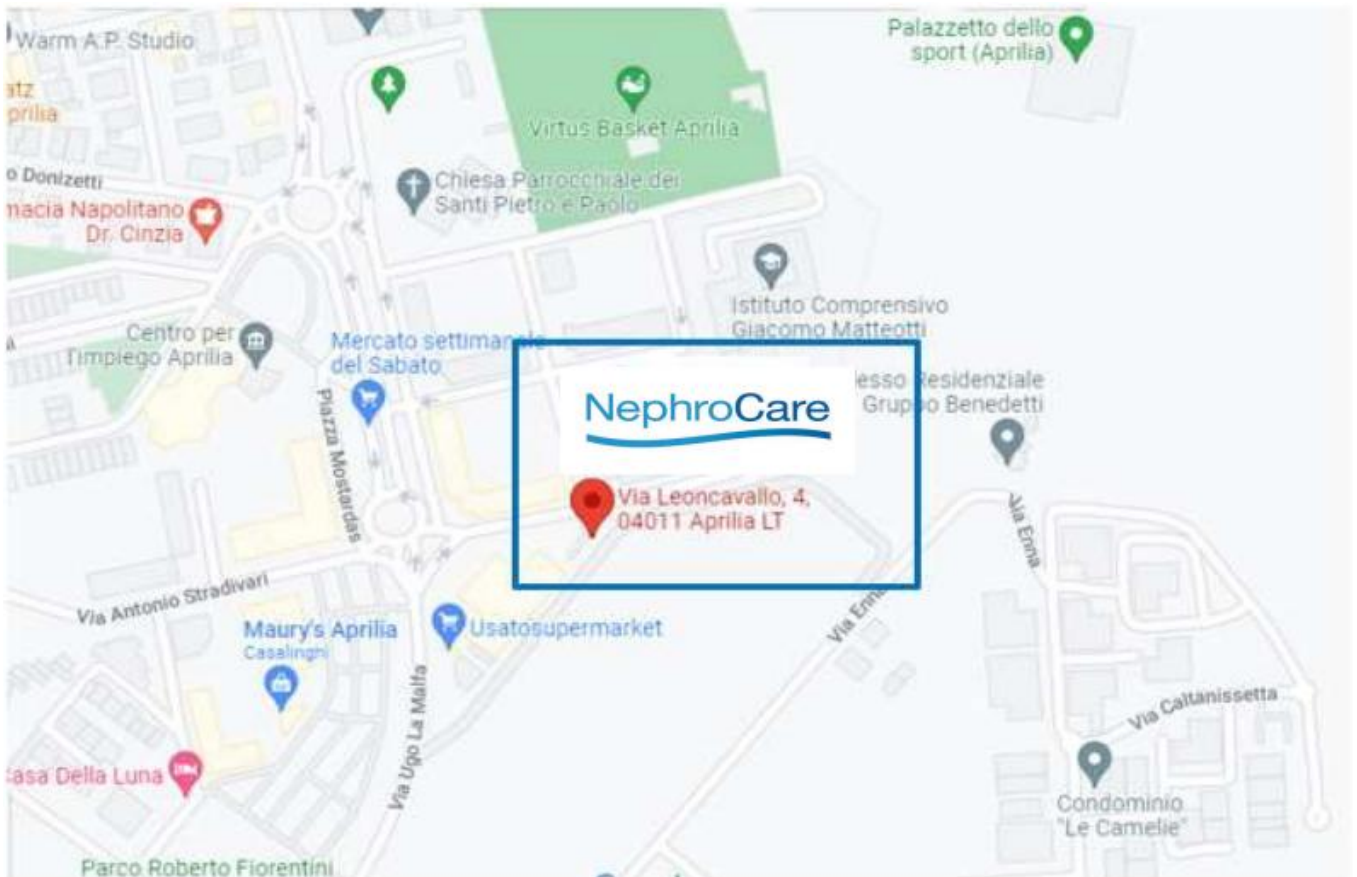 Warm A.P. Studio
atz
prilia
Palazzetto dello
sport (Aprilia)
Virtus Basket Aprilia
o Donizetti
Chiesa Parrocchiale dei
Santi Pietro e Paolo
macia Napolitano
Dr. Cinzia
Istituto Comprensivo
Giacomo Matteotti
Centro per
l'impiego Aprilia
Mercato settimanale
del Sabato
lesso Residenziale
Gruppo Benedetti
NephroCare
Piazza Mostardas
Via Leoncavallo, 4,
04011 Aprilia LT
Via Enna
Via Enna
Via Antonio Stradivari
Maury's Aprilia
Casalinghi
Usatosupermarket
Via Ugo La Malfa
Via Caltanissetta
asa Della Luna
Condominio
"Le Camelie"
Parco Roberto Fiorentini